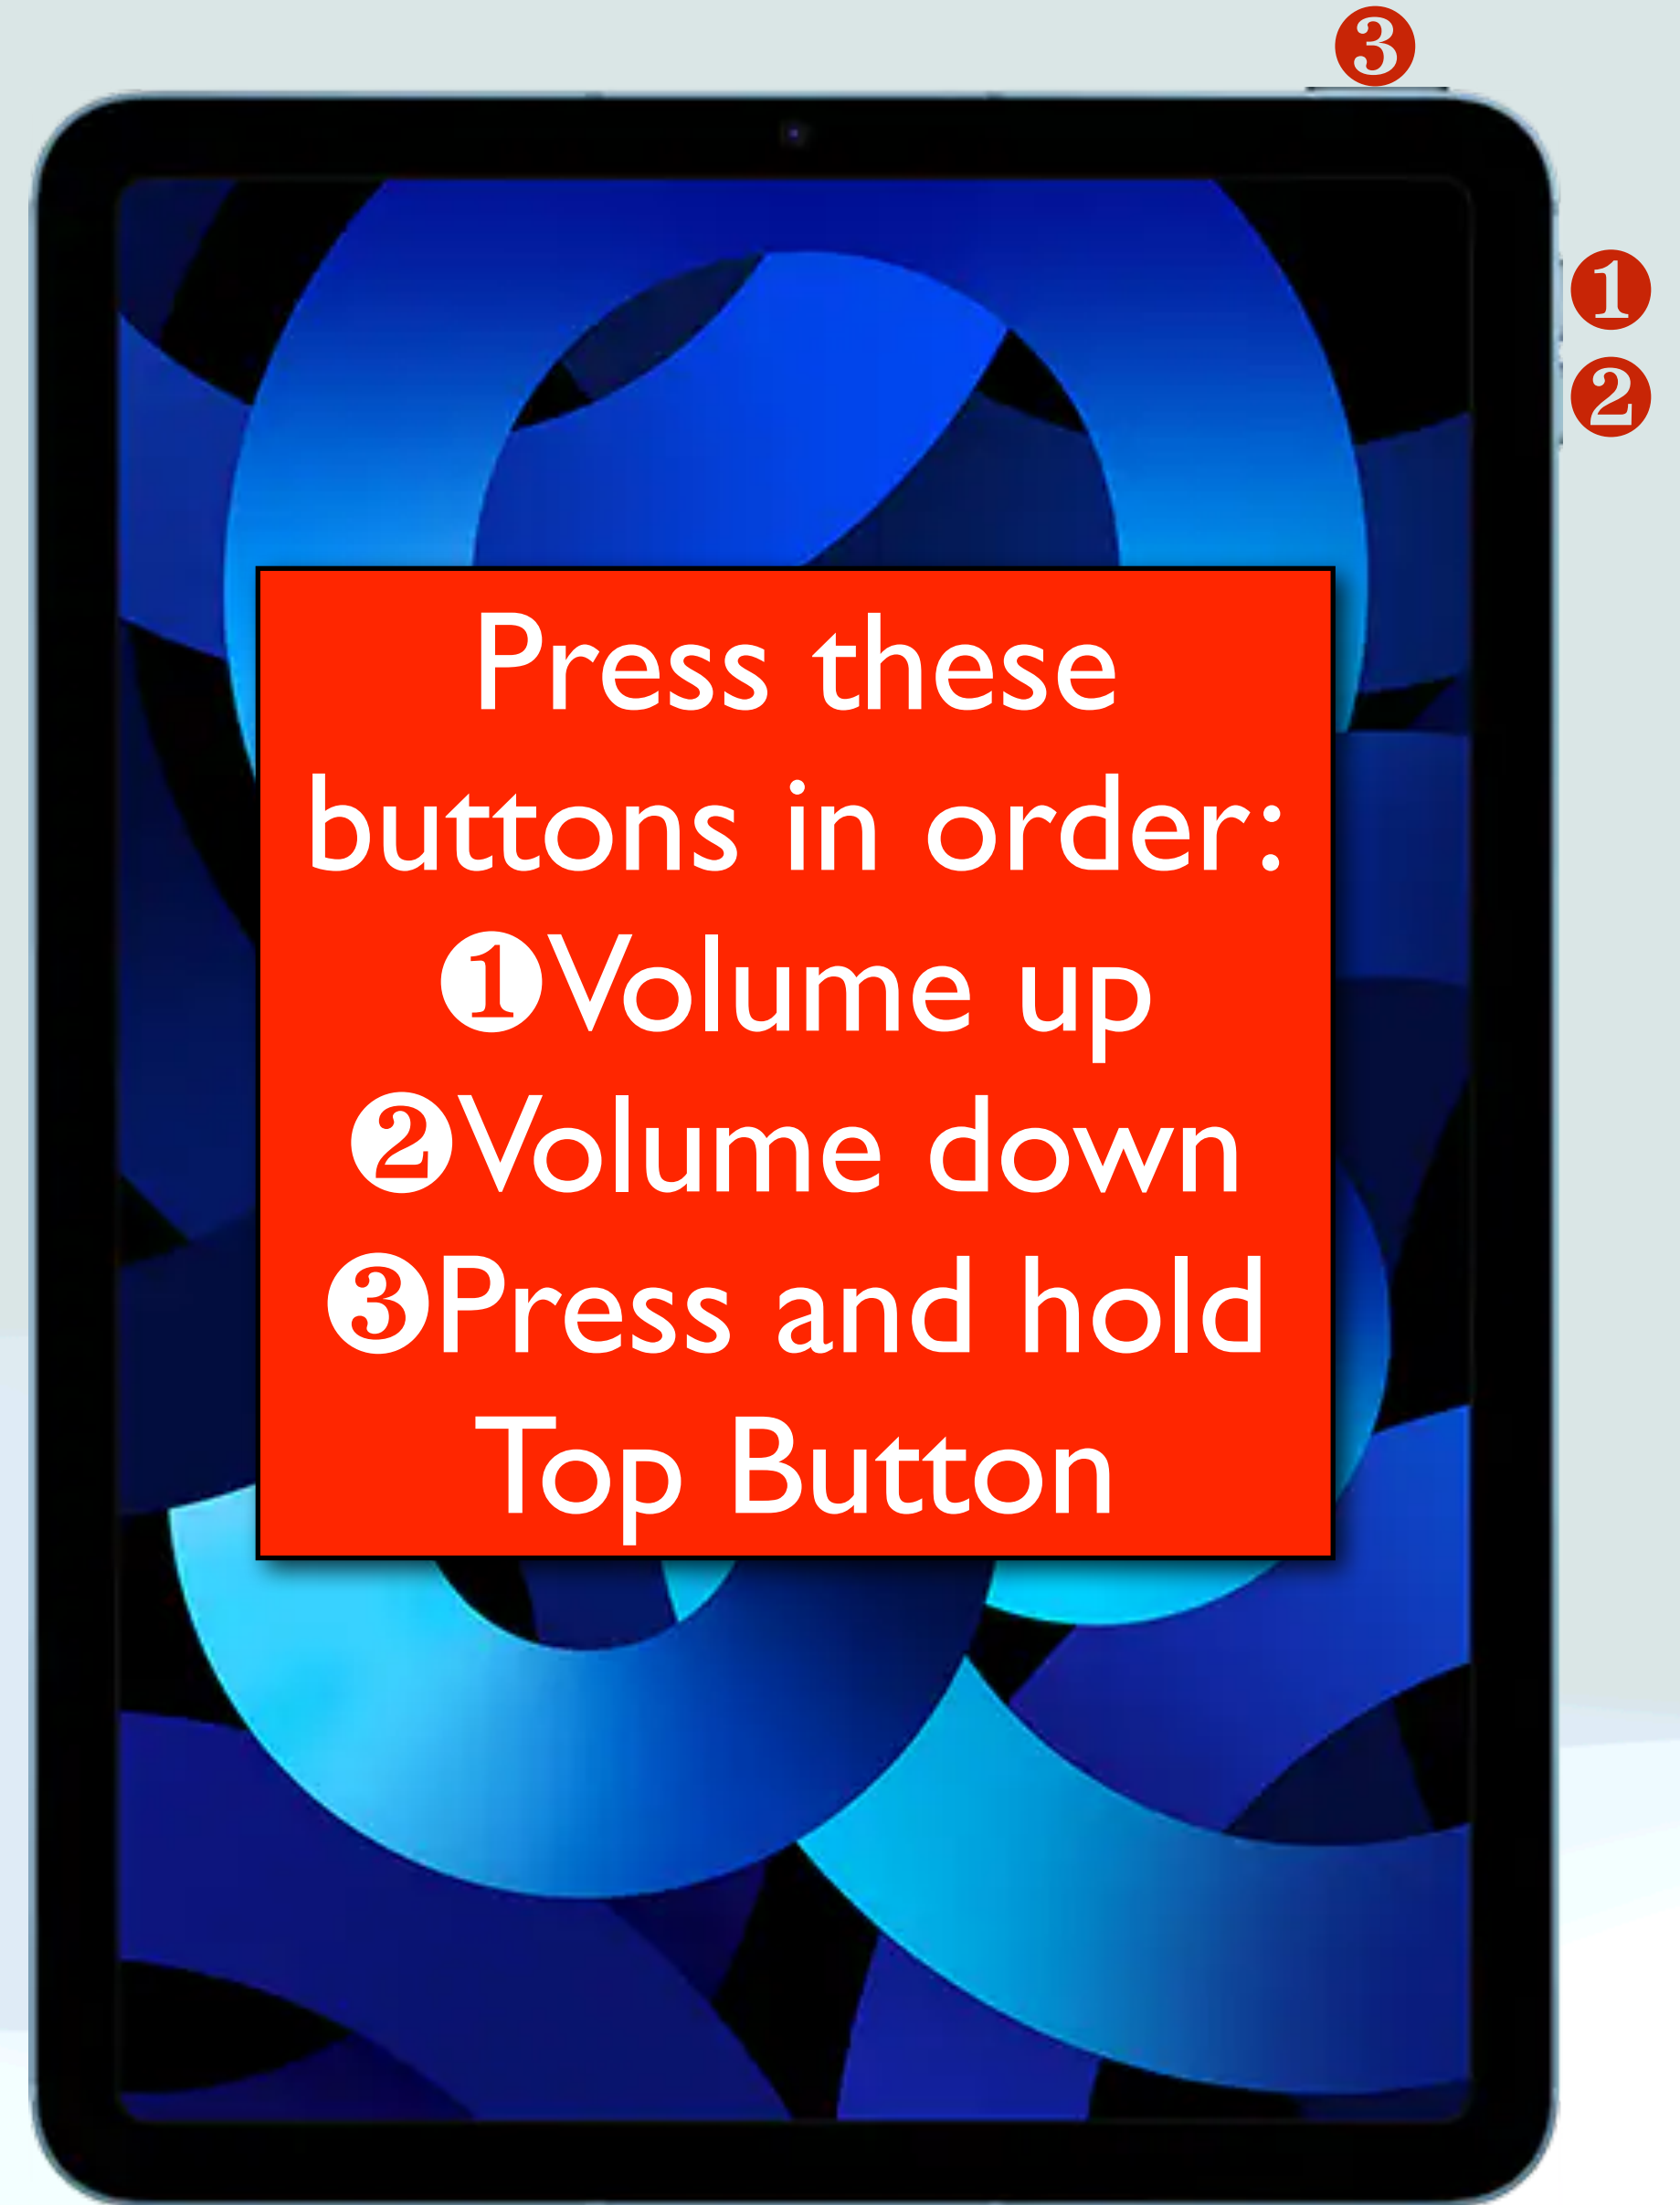 ❸
❶
❷
Press these
buttons in order:
❶Volume up
❷Volume down
❸Press and hold
Top Button